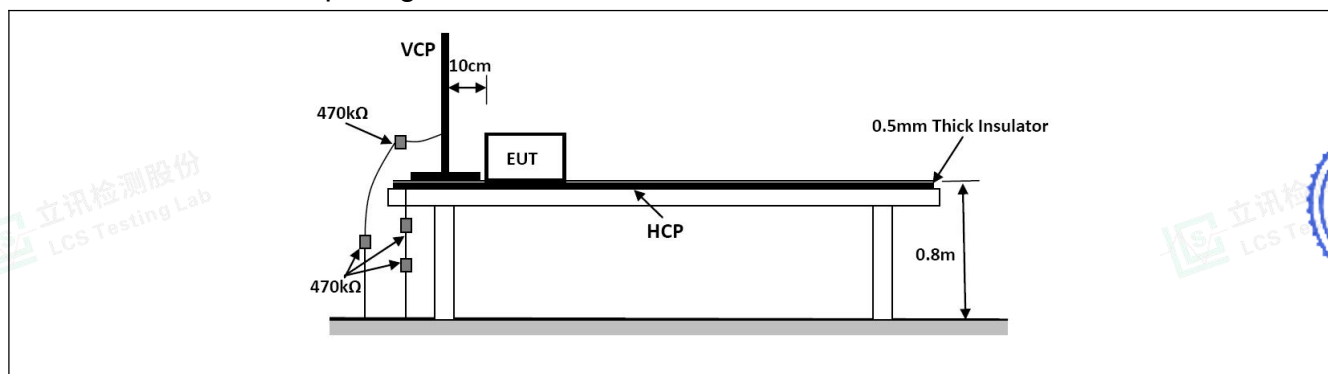 VCP
10cm
470kΩ
0.5mm Thick Insulator
EUT
立讯检测股份
LCS Testing Lab
HCP
0.8m
470kΩ
立讯检
LCS Te